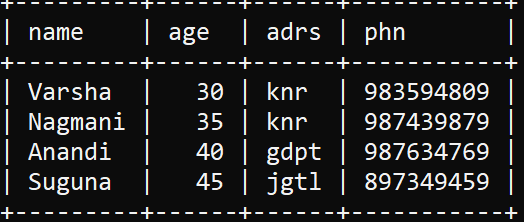 +---------+------+------+-----------+
| name    | age  | adrs | phn       |
+---------+------+------+-----------+
| Varsha  |   30 | knr  | 983594809 |
| Nagmani |   35 | knr  | 987439879 |
| Anandi  |   40 | gdpt | 987634769 |
| Suguna  |   45 | jgtl | 897349459 |
+---------+------+------+-----------+